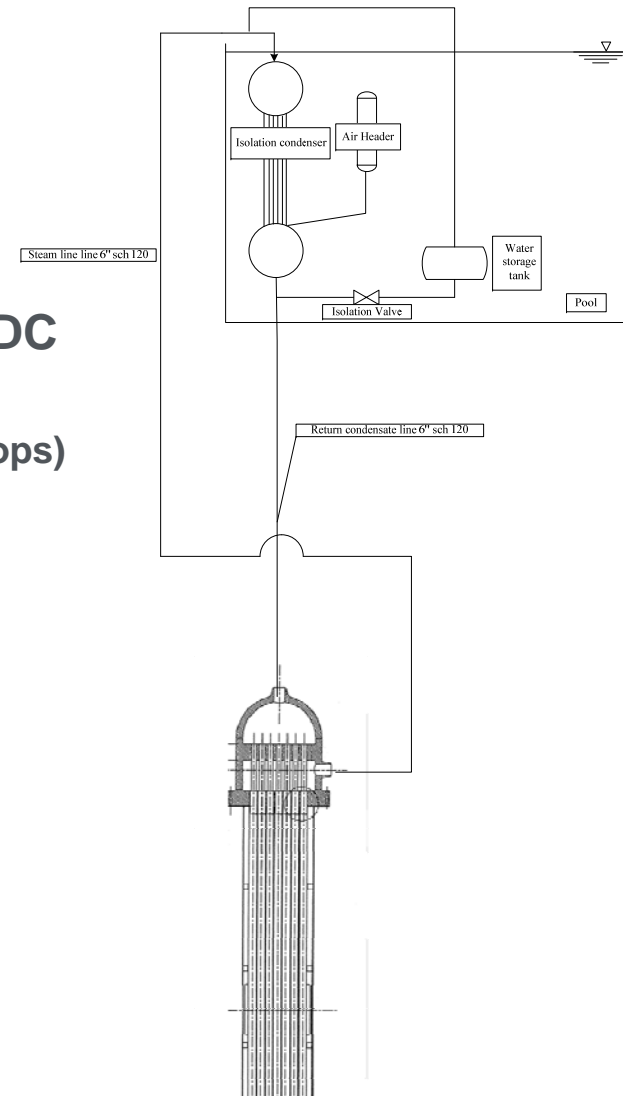 Isolation condenser
Air Header
Steam line line 6" sch 120
Water
storage
tank
Pool
Isolation Valve
DC
ops)
Return condensate line 6" sch 120